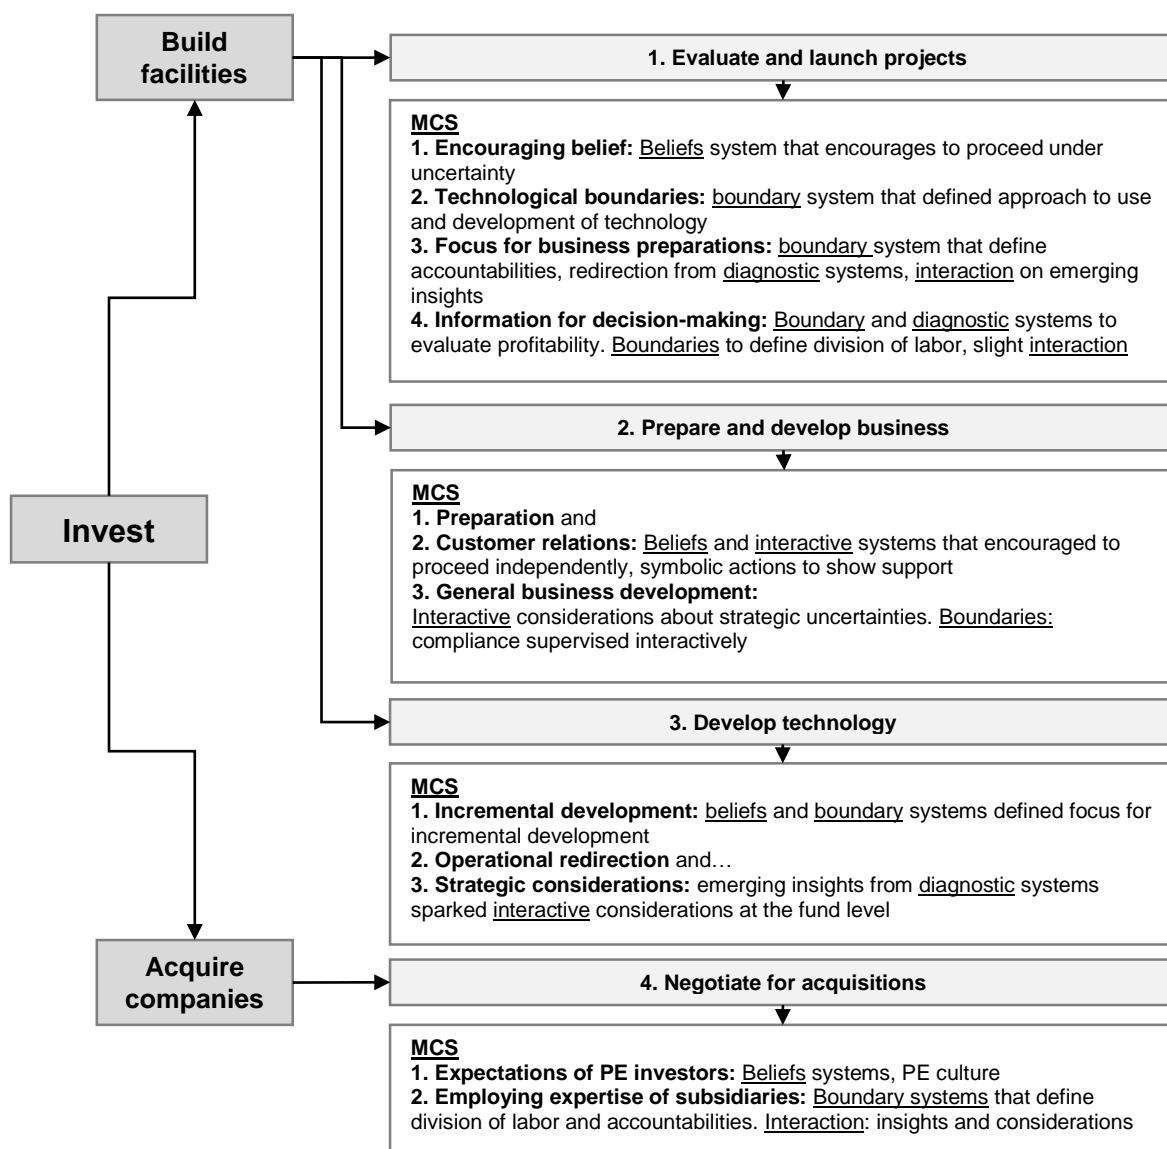 Build
facilities
1. Evaluate and launch projects
MCS
1. Encouraging belief: Beliefs system that encourages to proceed under
uncertainty
2. Technological boundaries: boundary system that defined approach to use
and development of technology
3. Focus for business preparations: boundary system that define
accountabilities, redirection from diagnostic systems, interaction on emerging
insights
4. Information for decision-making: Boundary and diagnostic systems to
evaluate profitability. Boundaries to define division of labor, slight interaction
2. Prepare and develop business
MCS
1. Preparation and
2. Customer relations: Beliefs and interactive systems that encouraged to
proceed independently, symbolic actions to show support
3. General business development:
Interactive considerations about strategic uncertainties. Boundaries:
compliance supervised interactively
Invest
3. Develop technology
MCS
1. Incremental development: beliefs and boundary systems defined focus for
incremental development
2. Operational redirection and…
3. Strategic considerations: emerging insights from diagnostic systems
sparked interactive considerations at the fund level
Acquire
companies
4. Negotiate for acquisitions
MCS
1. Expectations of PE investors: Beliefs systems, PE culture
2. Employing expertise of subsidiaries: Boundary systems that define
division of labor and accountabilities. Interaction: insights and considerations